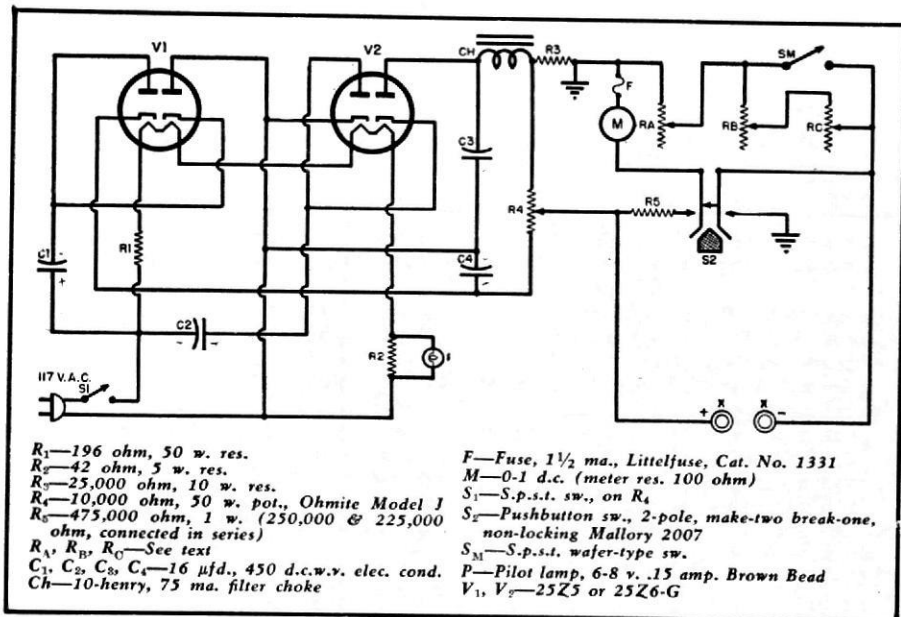 V1
V2
CH
R3
SM
F
M
RA
RB
RC
C3
R4
R5
R1
C1
+
-
C4
-
S2
C2
-
-
R2
117 V.A.C.
S1
x
x
+
-
R₁—196 ohm, 50 w. res.
R₂—42 ohm, 5 w. res.
R₃—25,000 ohm, 10 w. res.
R₄—10,000 ohm, 50 w. pot., Ohmite Model J
R₅—475,000 ohm, 1 w. (250,000 & 225,000
ohm, connected in series)
R_A, R_B, R_C—See text
C₁, C₂, C₃, C₄—16 µfd., 450 d.c.w.v. elec. cond.
Ch—10-henry, 75 ma. filter choke
F—Fuse, 1½ ma., Littelfuse, Cat. No. 1331
M—0-1 d.c. (meter res. 100 ohm)
S₁—S.p.s.t. sw., on R₄
S₂—Pushbutton sw., 2-pole, make-two break-one,
non-locking Mallory 2007
S_M—S.p.s.t. wafer-type sw.
P—Pilot lamp, 6-8 v. .15 amp. Brown Bead
V₁, V₂—25Z5 or 25Z6-G